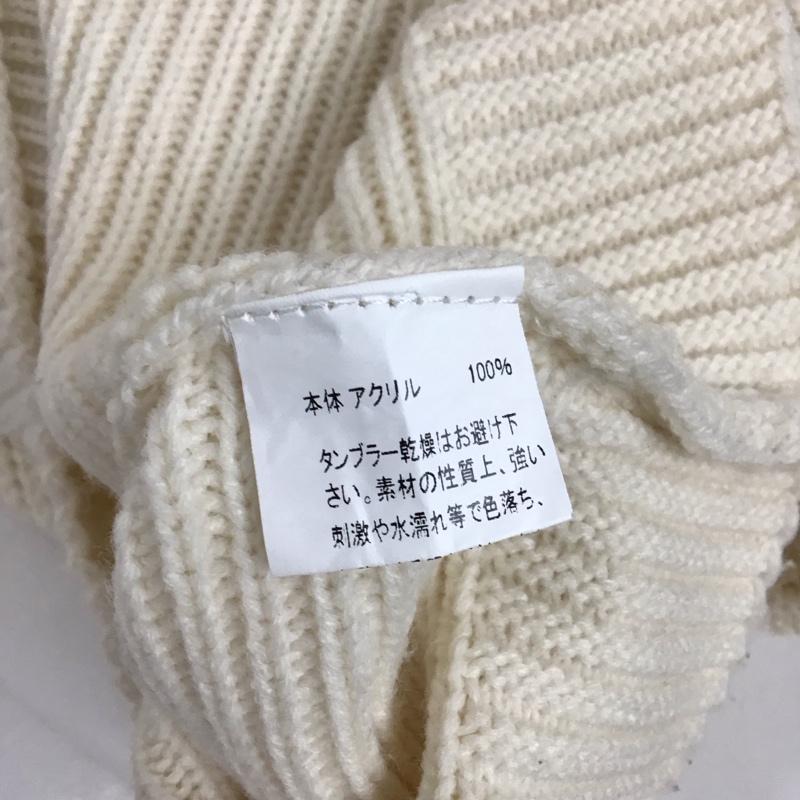 本体 アクリル 100%
タンブラー乾燥はお避け下
さい。素材の性質上、強い
刺激や水濡れ等で色落ち、